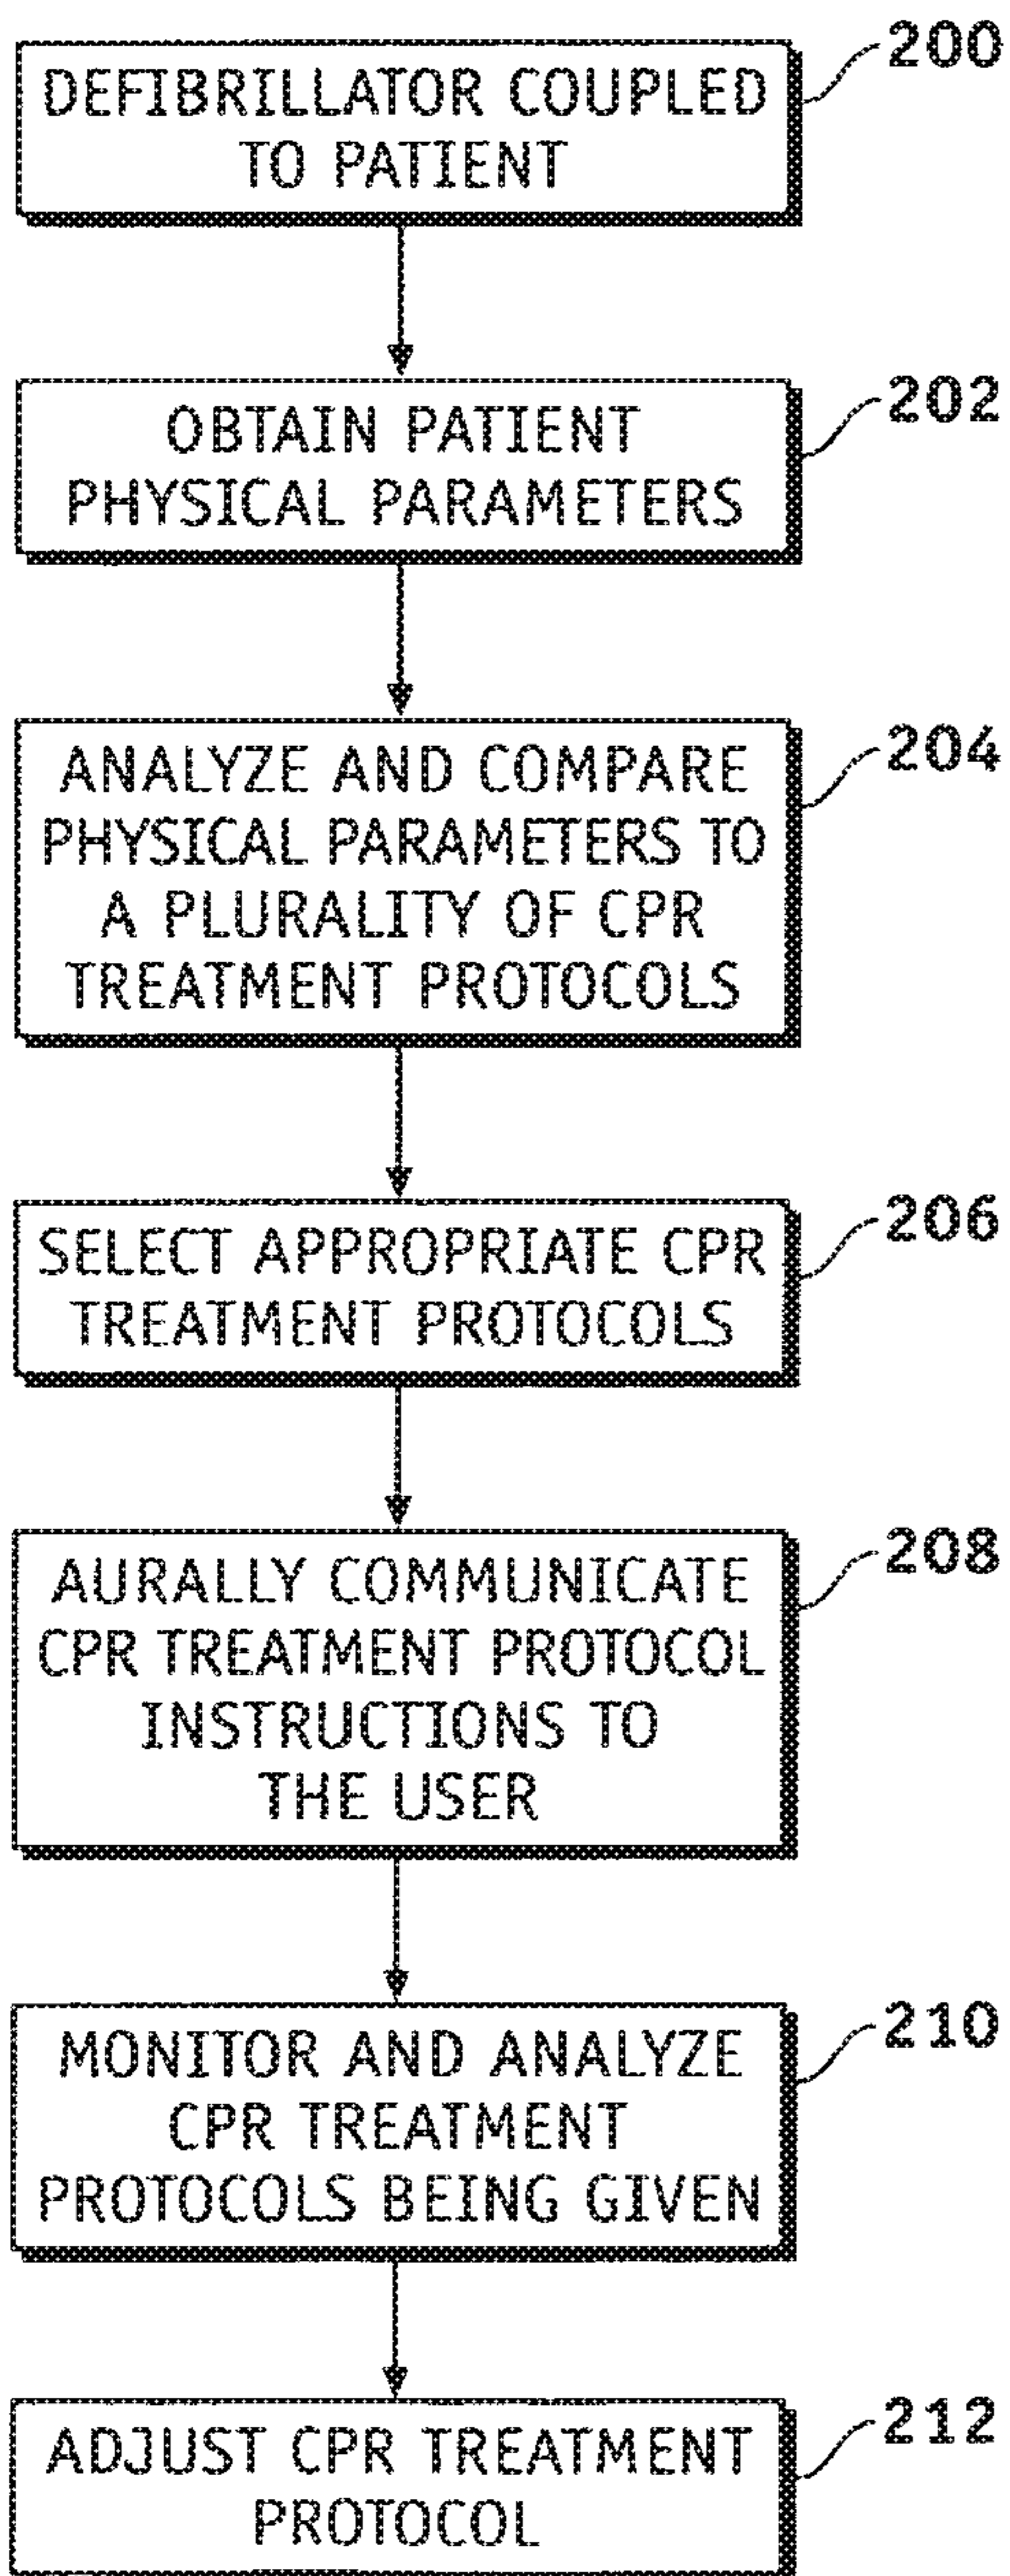 200
DEFIBRILLATOR COUPLED
TO PATIENT
202
OBTAIN PATIENT
PHYSICAL PARAMETERS
204
ANALYZE AND COMPARE
PHYSICAL PARAMETERS TO
A PLURALITY OF CPR
TREATMENT PROTOCOLS
206
SELECT APPROPRIATE CPR
TREATMENT PROTOCOLS
208
AURALLY COMMUNICATE
CPR TREATMENT PROTOCOL
INSTRUCTIONS TO
THE USER
210
MONITOR AND ANALYZE
CPR TREATMENT
PROTOCOLS BEING GIVEN
212
ADJUST CPR TREATMENT
PROTOCOL